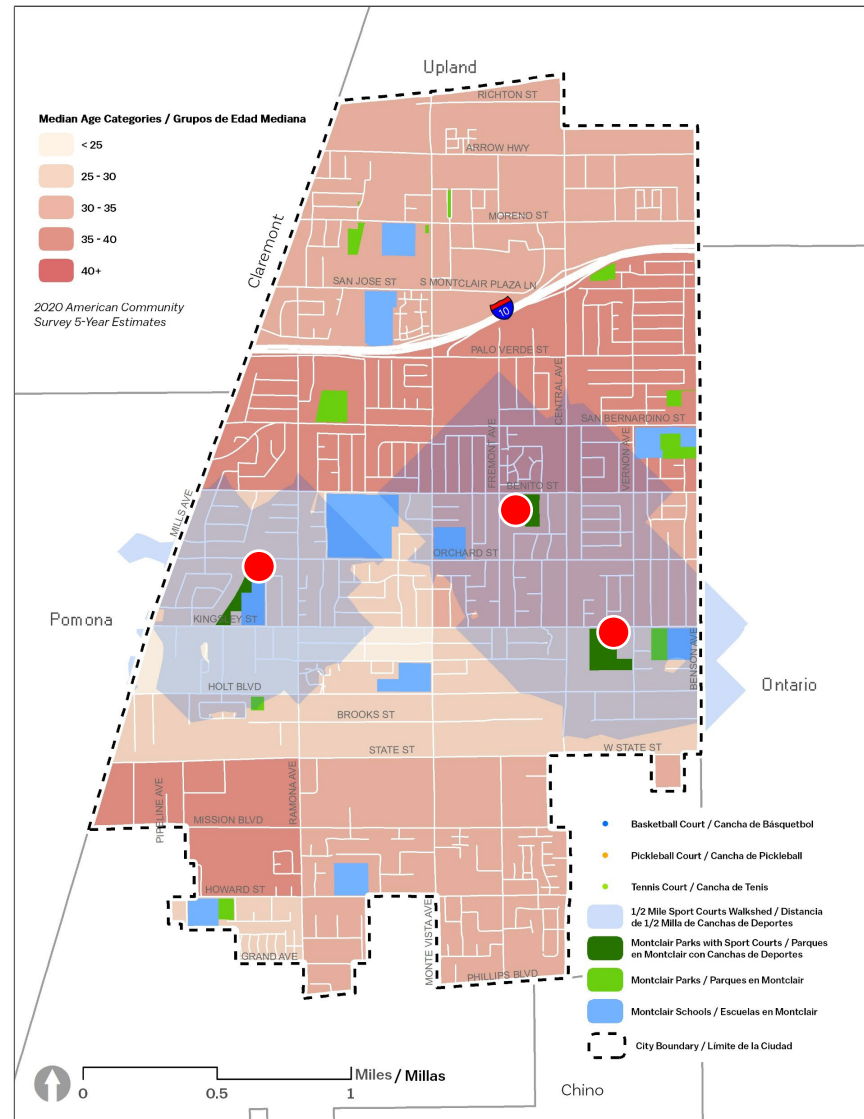 Upland
RICHTON ST
Median Age Categories / Grupos de Edad Mediana
< 25
25 - 30
30 - 35
35 - 40
40+
2020 American Community
Survey 5-Year Estimates
ARROW HWY
MORENO ST
Claremont
SAN JOSE ST
S MONTCLAIR PLAZA LN
10
PALO VERDE ST
CENTRAL AVE
SAN BERNARDINO ST
FREMONT AVE
VERNON AVE
BENITO ST
MILLS AVE
ORCHARD ST
Pomona
KINGSLEY ST
BENSON AVE
Ontario
HOLT BLVD
BROOKS ST
STATE ST
W STATE ST
PIPELINE AVE
RAMONA AVE
MISSION BLVD
HOWARD ST
MONTE VISTA AVE
GRAND AVE
PHILLIPS BLVD
Basketball Court / Cancha de Básquetbol
Pickleball Court / Cancha de Pickleball
Tennis Court / Cancha de Tenis
1/2 Mile Sport Courts Walkshed / Distancia
de 1/2 Milla de Canchas de Deportes
Montclair Parks with Sport Courts / Parques
en Montclair con Canchas de Deportes
Montclair Parks / Parques en Montclair
Montclair Schools / Escuelas en Montclair
City Boundary / Límite de la Ciudad
Miles / Millas
0
0.5
1
Chino